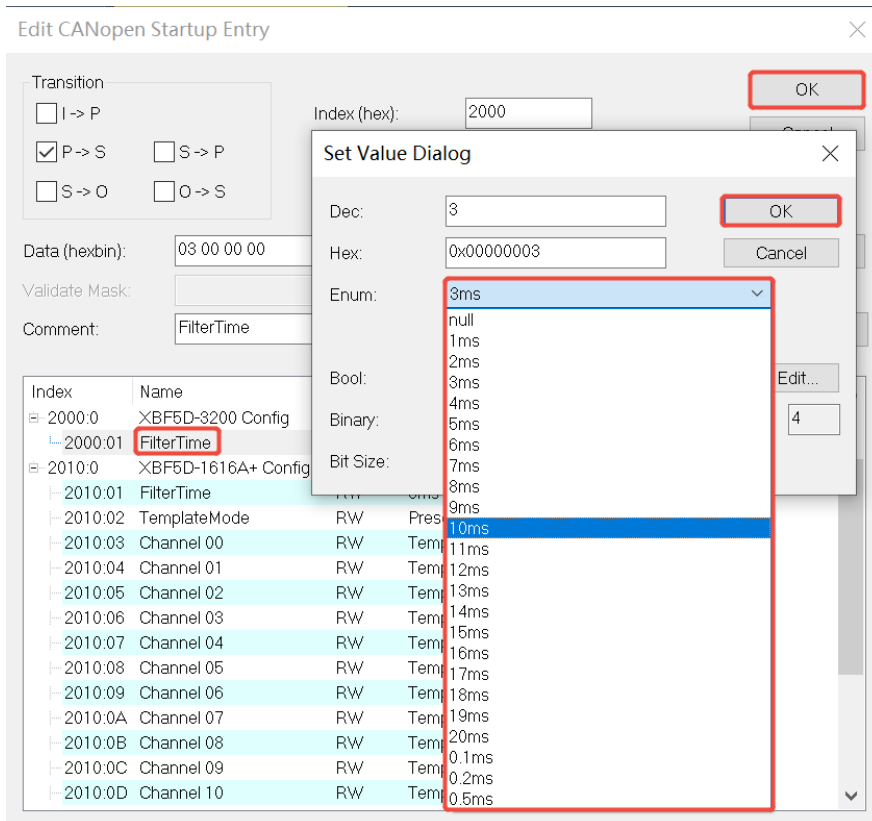 Edit CANopen Startup Entry
Transition
I -> P
P -> S
S -> P
S -> O
O -> S
Index (hex):
2000
OK
Data (hexbin):
03 00 00 00
Validate Mask:
Comment:
FilterTime
Set Value Dialog
Dec:
3
OK
Hex:
0x00000003
Cancel
Enum:
3ms
null
1ms
2ms
3ms
4ms
5ms
6ms
7ms
8ms
9ms
10ms
11ms
12ms
13ms
14ms
15ms
16ms
17ms
18ms
19ms
20ms
0.1ms
0.2ms
0.5ms
Bool:
Edit...
Binary:
4
Bit Size:
Index Name
2000:0 XBF5D-3200 Config
2000:01 FilterTime
2010:0 XBF5D-1616A+ Config
2010:01 FilterTime
2010:02 TemplateMode RW
2010:03 Channel 00 RW
2010:04 Channel 01 RW
2010:05 Channel 02 RW
2010:06 Channel 03 RW
2010:07 Channel 04 RW
2010:08 Channel 05 RW
2010:09 Channel 06 RW
2010:0A Channel 07 RW
2010:0B Channel 08 RW
2010:0C Channel 09 RW
2010:0D Channel 10 RW